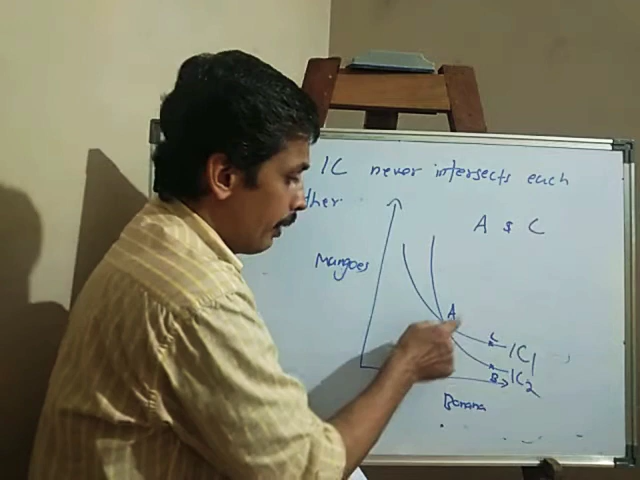 IC never intersects each
ther
A & C
Mangoes
A
C
IC1
B
IC2
Banana